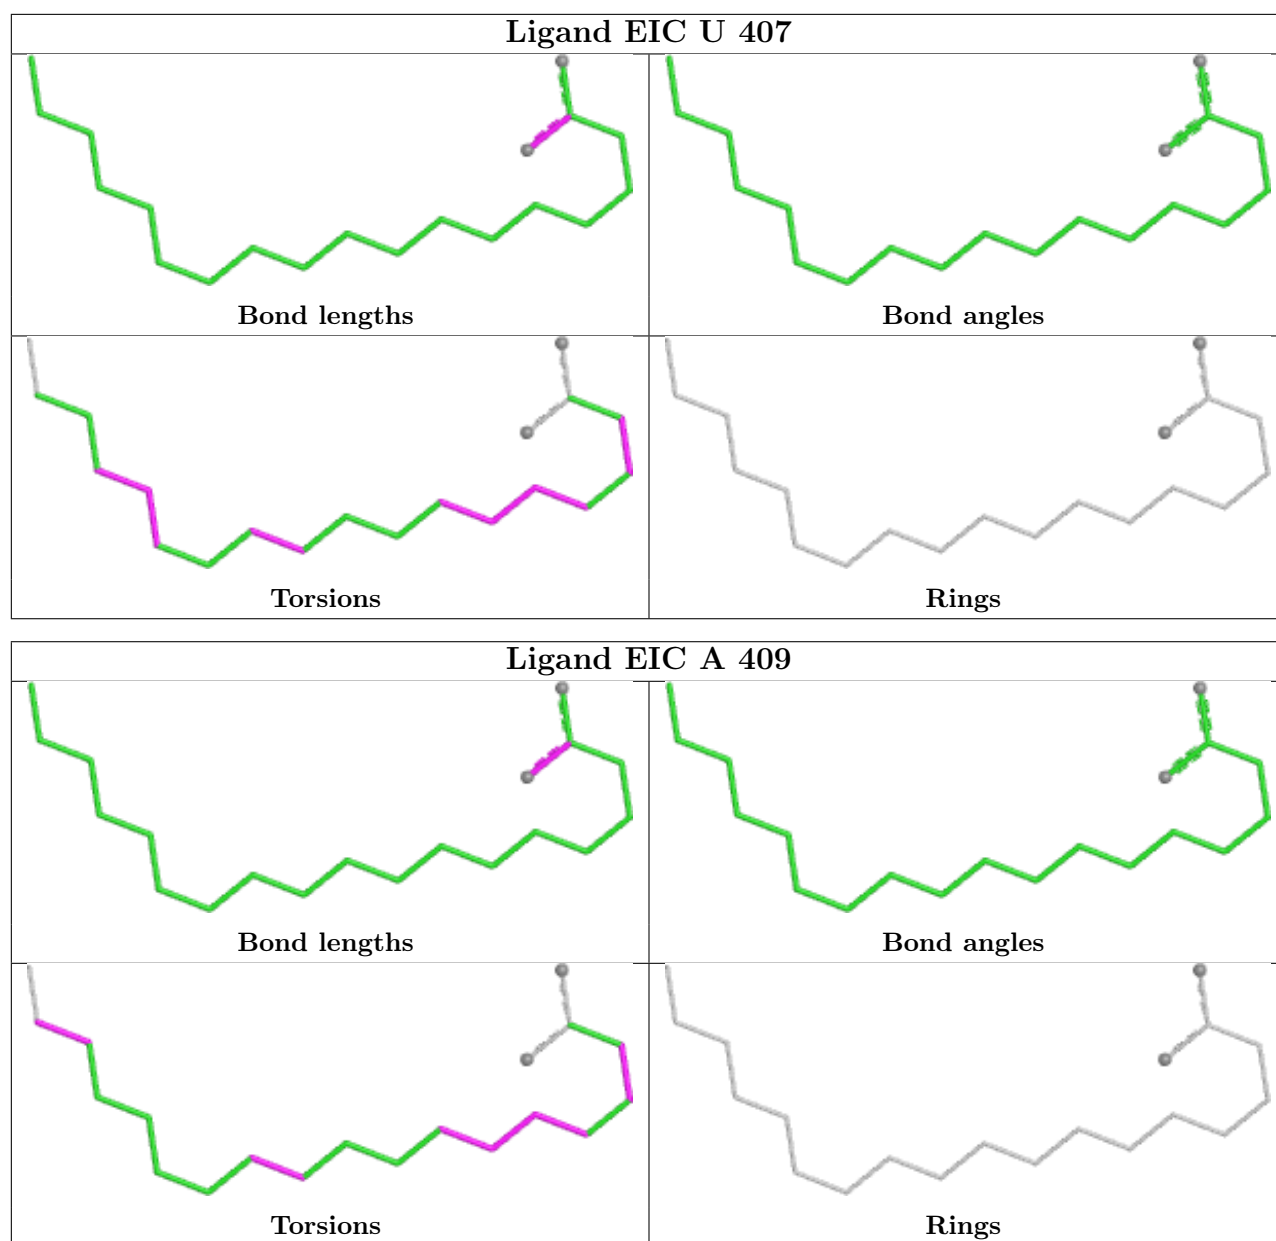 Ligand EIC U 407
Bond lengths
Bond angles
Torsions
Rings
Ligand EIC A 409
Bond lengths
Bond angles
Torsions
Rings